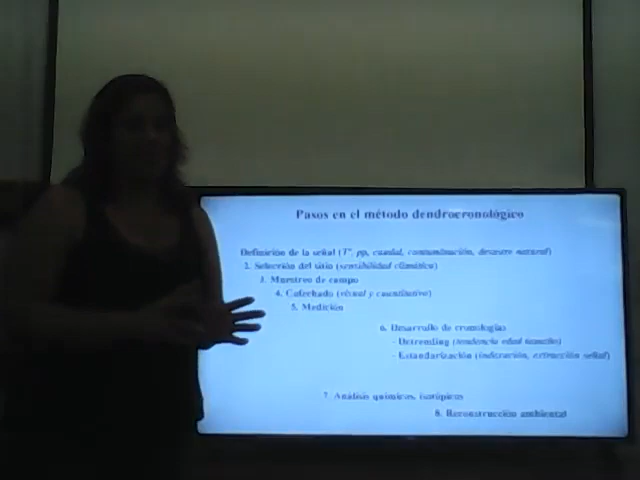 Pasos en el método dendrocronológico
Definición de la señal (Tº, pp, caudal, contaminación, desastre natural)
2. Selección del sitio (sensibilidad climática)
3. Muestreo de campo
4. Cofechado (visual y cuantitativo)
5. Medición
6. Desarrollo de cronologías
- Detrending (tendencia edad tamaño)
- Estandarización (indexación, extracción señal)
7. Análisis químicos, isotópicos
8. Reconstrucción ambiental